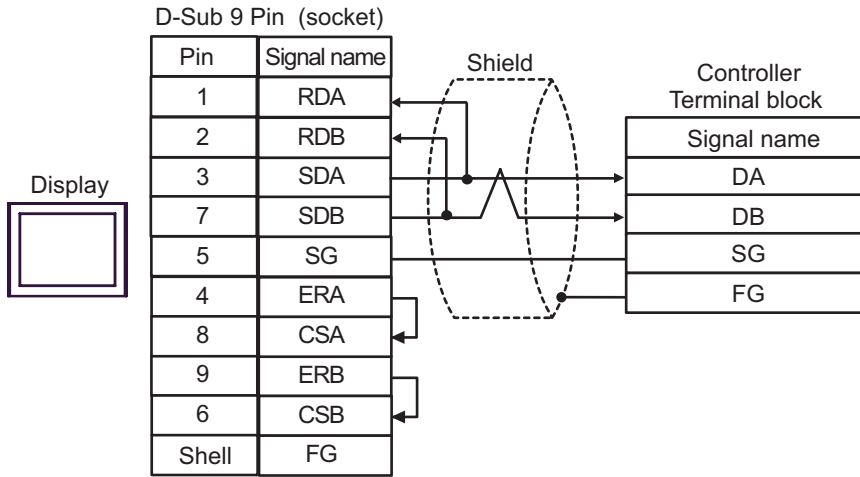 D-Sub 9 Pin (socket)
Pin Signal name
1 RDA
2 RDB
3 SDA
7 SDB
5 SG
4 ERA
8 CSA
9 ERB
6 CSB
Shell FG
Display
Shield
Controller
Terminal block
Signal name
DA
DB
SG
FG